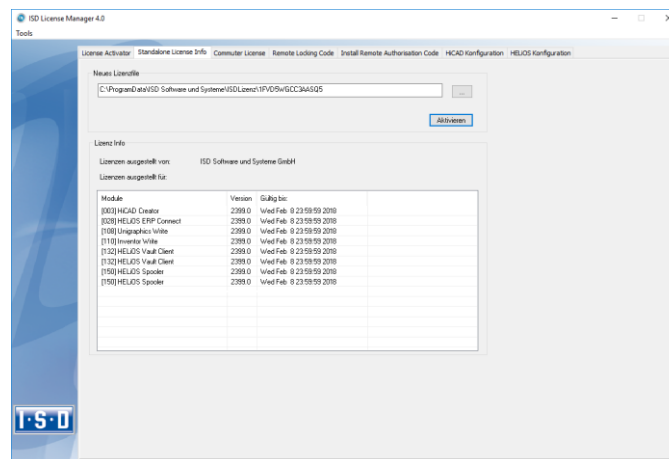 ISD License Manager 4.0
Tools
License Activator Standalone License Info Commuter License Remote Locking Code Install Remote Authorisation Code HiCAD Konfiguration HELiOS Konfiguration
Neues Lizenzfile
C:\ProgramData\ISD Software und Systeme\ISDLizenz\1FVD5WGCC3AASQ5
...
Aktivieren
Lizenz Info
Lizenzen ausgestellt von: ISD Software und Systeme GmbH
Lizenzen ausgestellt für:
Module Version Gültig bis:
[003] HiCAD Creator 2399.0 Wed Feb 8 23:59:59 2018
[028] HELiOS ERP Connect 2399.0 Wed Feb 8 23:59:59 2018
[108] Unigraphics Write 2399.0 Wed Feb 8 23:59:59 2018
[110] Inventor Write 2399.0 Wed Feb 8 23:59:59 2018
[132] HELiOS Vault Client 2399.0 Wed Feb 8 23:59:59 2018
[132] HELiOS Vault Client 2399.0 Wed Feb 8 23:59:59 2018
[150] HELiOS Spooler 2399.0 Wed Feb 8 23:59:59 2018
[150] HELiOS Spooler 2399.0 Wed Feb 8 23:59:59 2018
I·S·D